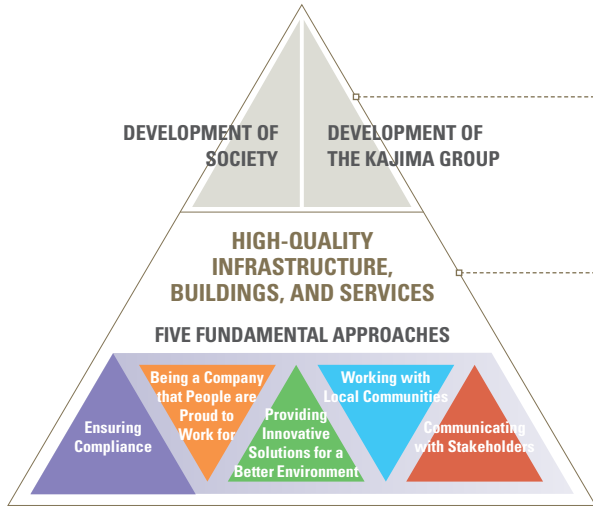 DEVELOPMENT OF
SOCIETY
DEVELOPMENT OF
THE KAJIMA GROUP
HIGH-QUALITY
INFRASTRUCTURE,
BUILDINGS, AND SERVICES
FIVE FUNDAMENTAL APPROACHES
Ensuring
Compliance
Being a Company
that People are
Proud to
Work for
Providing
Innovative
Solutions for a
Better Environment
Working with
Local Communities
Communicating
with Stakeholders